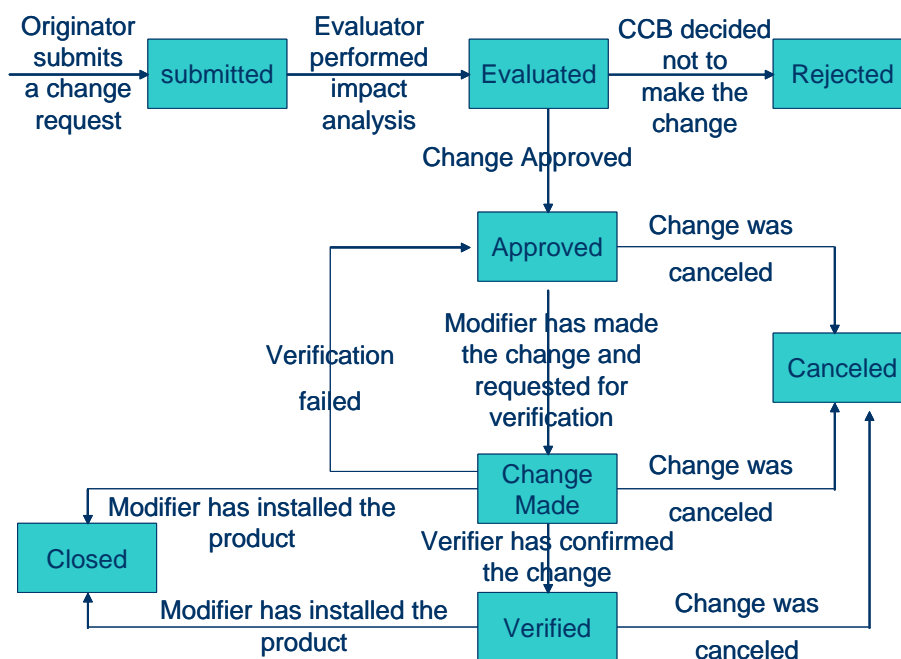 Originator
submits
a change
request
submitted
Evaluator
performed
impact
analysis
Evaluated
CCB decided
not to
make the
change
Rejected
Change Approved
Approved
Change was
canceled
Verification
failed
Modifier has made
the change and
requested for
verification
Canceled
Change
Made
Change was
canceled
Modifier has installed the
product
Closed
Verifier has confirmed
the change
Modifier has installed the
product
Verified
Change was
canceled